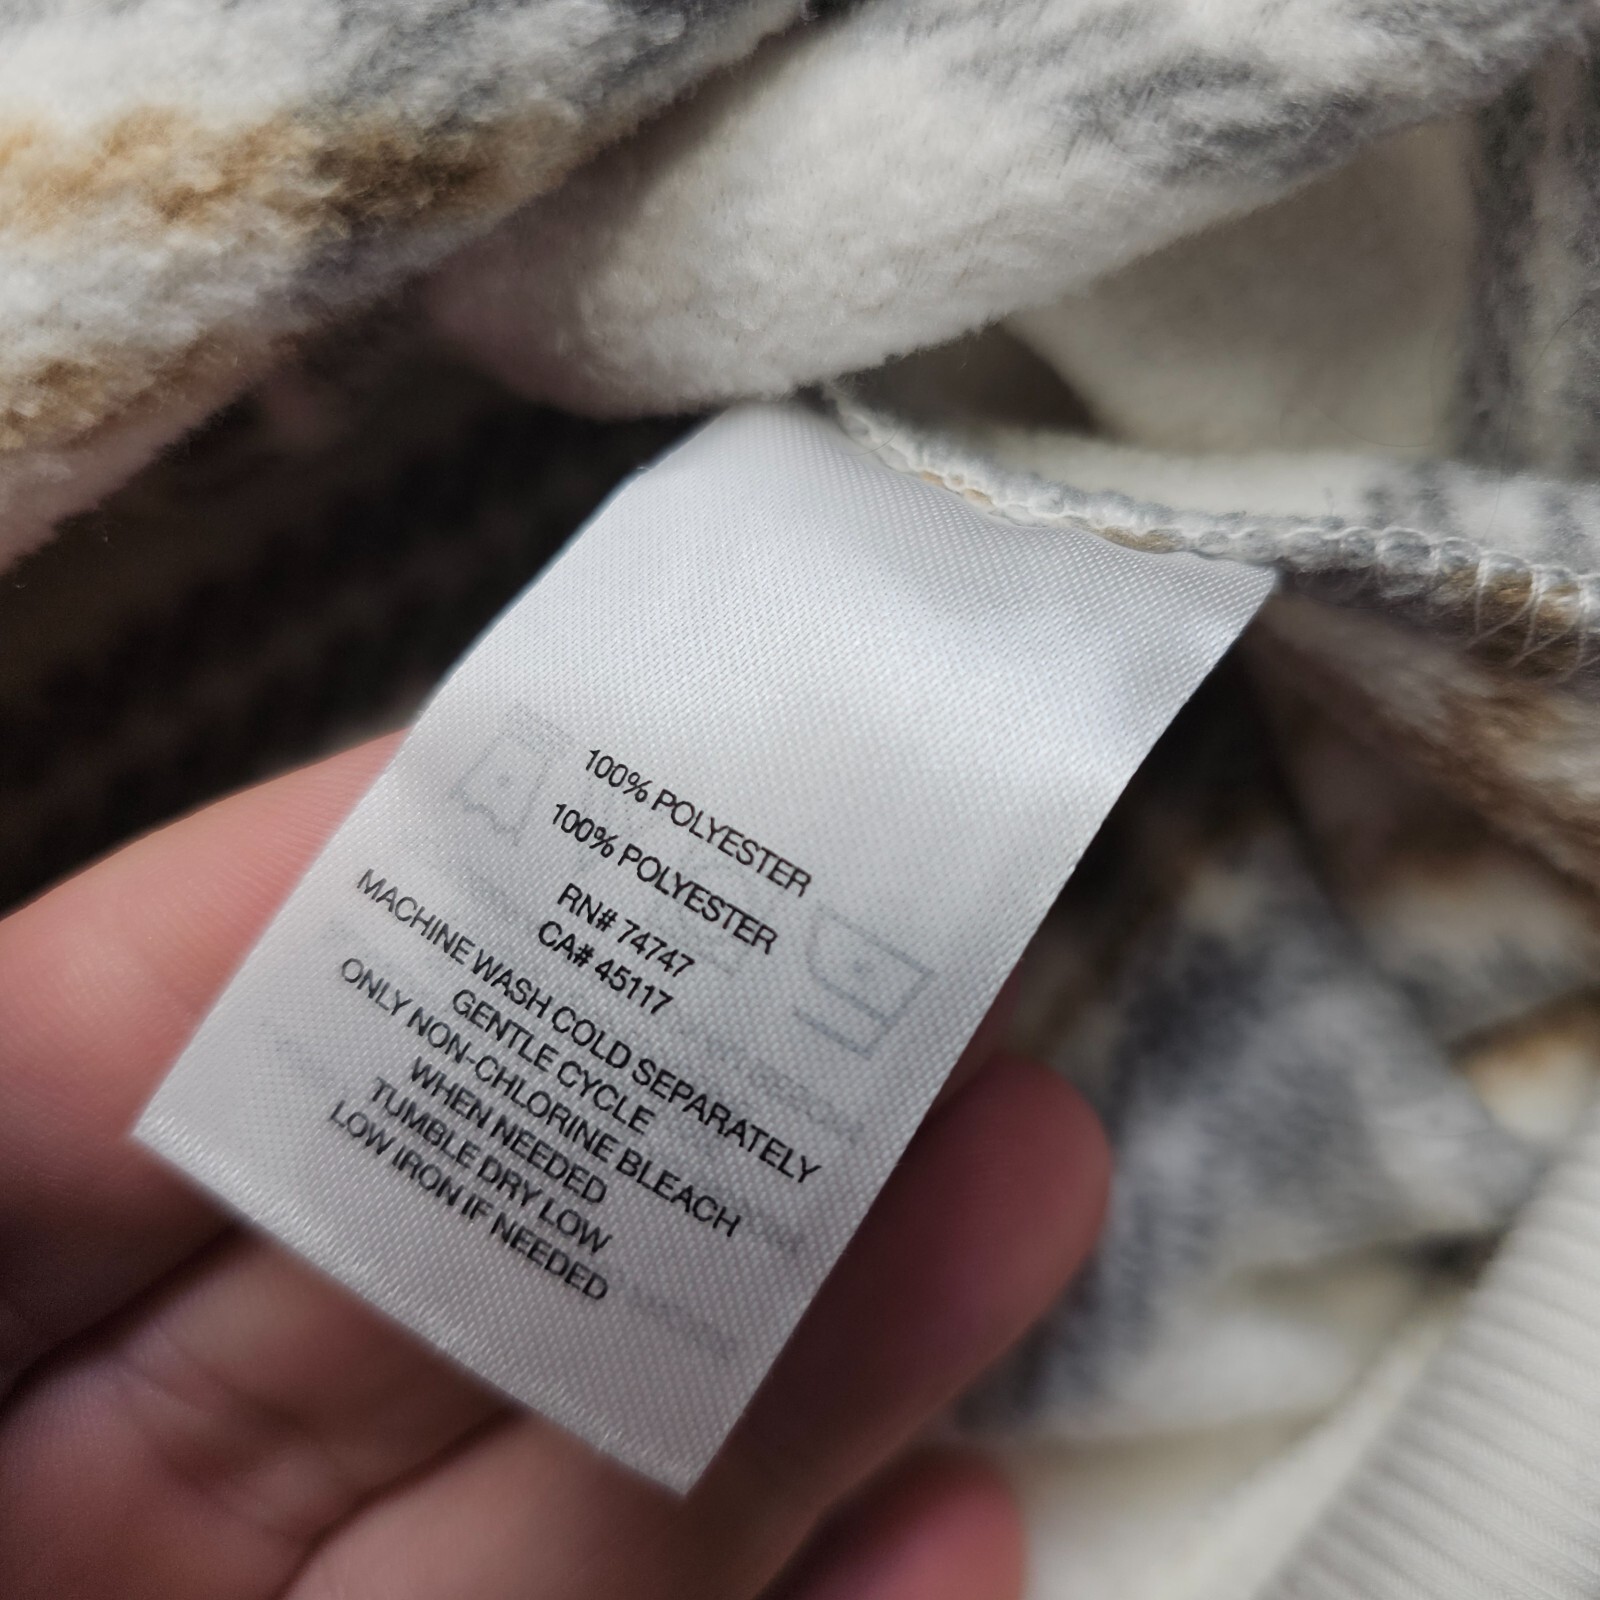 100% POLYESTER
100% POLYESTER
RN# 74747
CA# 45117
MACHINE WASH COLD SEPARATELY
GENTLE CYCLE
ONLY NON-CHLORINE BLEACH
WHEN NEEDED
TUMBLE DRY LOW
LOW IRON IF NEEDED